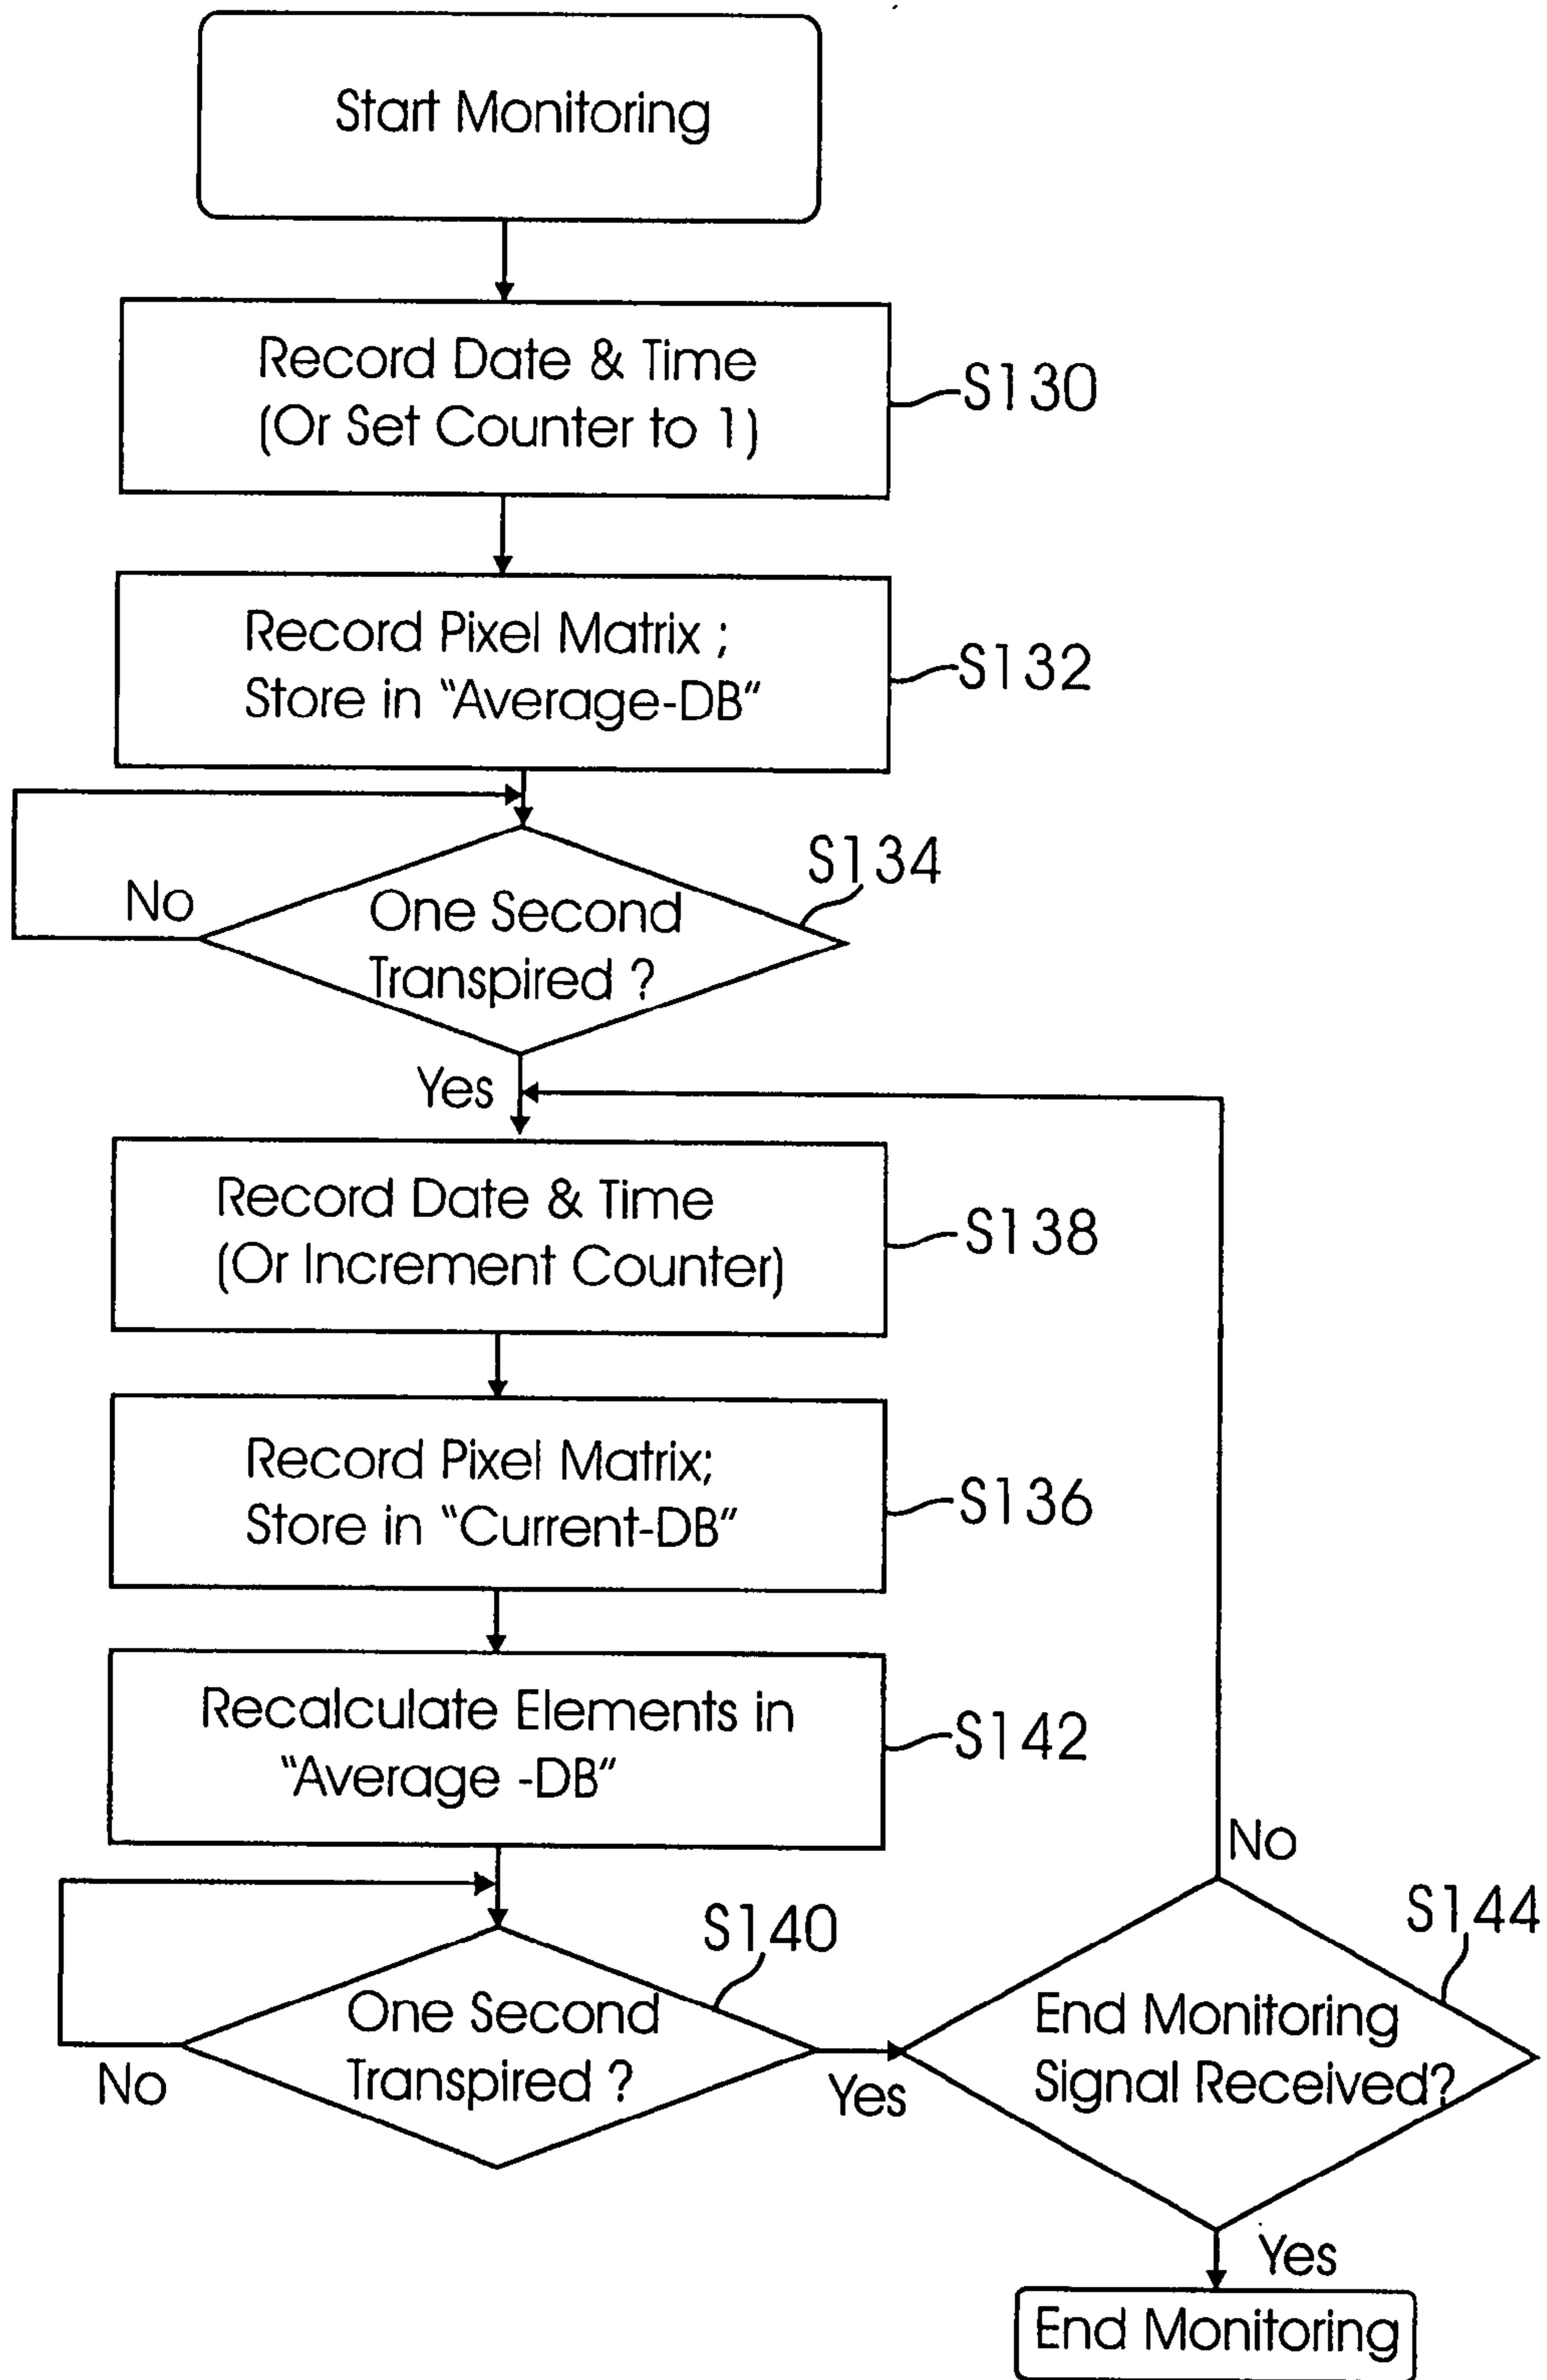 Start Monitoring
Record Date & Time
(Or Set Counter to 1)
S130
Record Pixel Matrix ;
Store in “Average-DB”
S132
S134
No
One Second
Transpired ?
Yes
Record Date & Time
(Or Increment Counter)
S138
Record Pixel Matrix;
Store in “Current-DB”
S136
Recalculate Elements in
“Average -DB”
S142
No
S140
S144
One Second
Transpired ?
No
Yes
End Monitoring
Signal Received?
Yes
End Monitoring